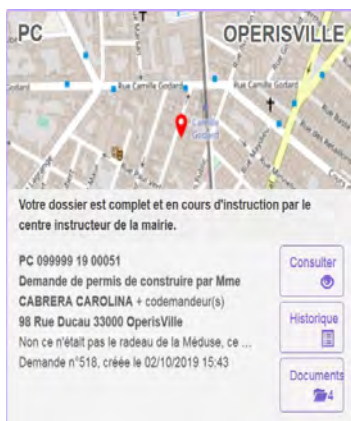 PC OPERISVILLE
Rue Camille Godard Rue Camille Godard
Camille
Godard
Votre dossier est complet et en cours d'instruction par le
centre instructeur de la mairie.
PC 099999 19 00051
Demande de permis de construire par Mme
CABRERA CAROLINA + codemandeur(s)
98 Rue Ducau 33000 OperisVille
Non ce n'était pas le radeau de la Méduse, ce ...
Demande n°518, créée le 02/10/2019 15:43
Consulter
Historique
Documents
4